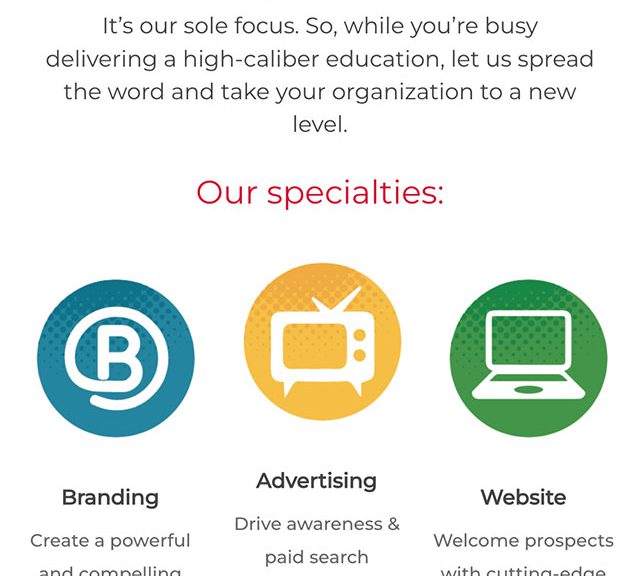 It’s our sole focus. So, while you’re busy
delivering a high-caliber education, let us spread
the word and take your organization to a new
level.
Our specialties:
B
Branding
Create a powerful
and compelling
Advertising
Drive awareness &
paid search
Website
Welcome prospects
with cutting-edge